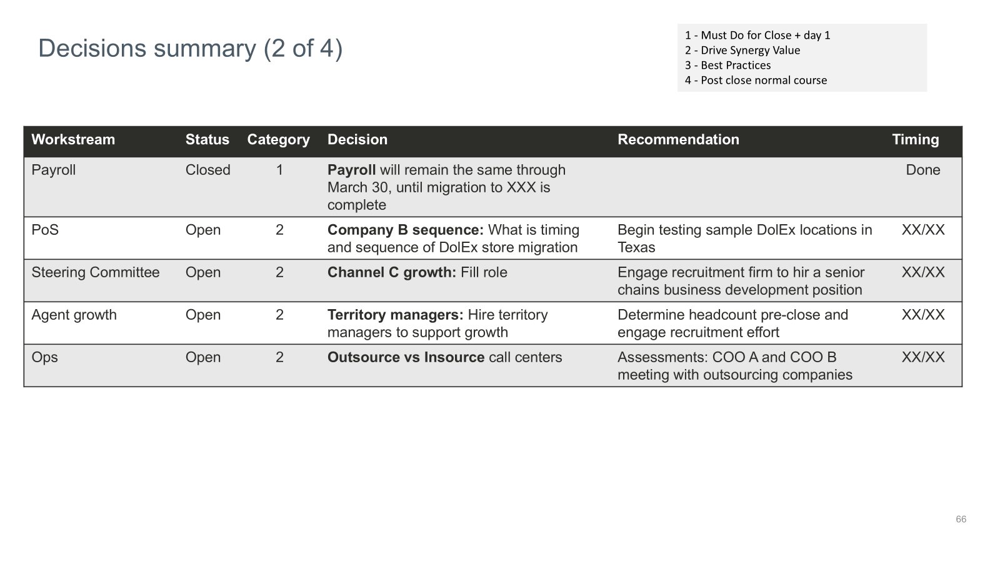 Decisions summary (2 of 4)
1 - Must Do for Close + day 1
2 - Drive Synergy Value
3 - Best Practices
4 - Post close normal course
Workstream Status Category Decision Recommendation Timing
Payroll Closed 1 Payroll will remain the same through Done
March 30, until migration to XXX is
complete
PoS Open 2 Company B sequence: What is timing Begin testing sample DolEx locations in XX/XX
and sequence of DolEx store migration Texas
Steering Committee Open 2 Channel C growth: Fill role Engage recruitment firm to hir a senior XX/XX
chains business development position
Agent growth Open 2 Territory managers: Hire territory Determine headcount pre-close and XX/XX
managers to support growth engage recruitment effort
Ops Open 2 Outsource vs Insource call centers Assessments: COO A and COO B XX/XX
meeting with outsourcing companies
66